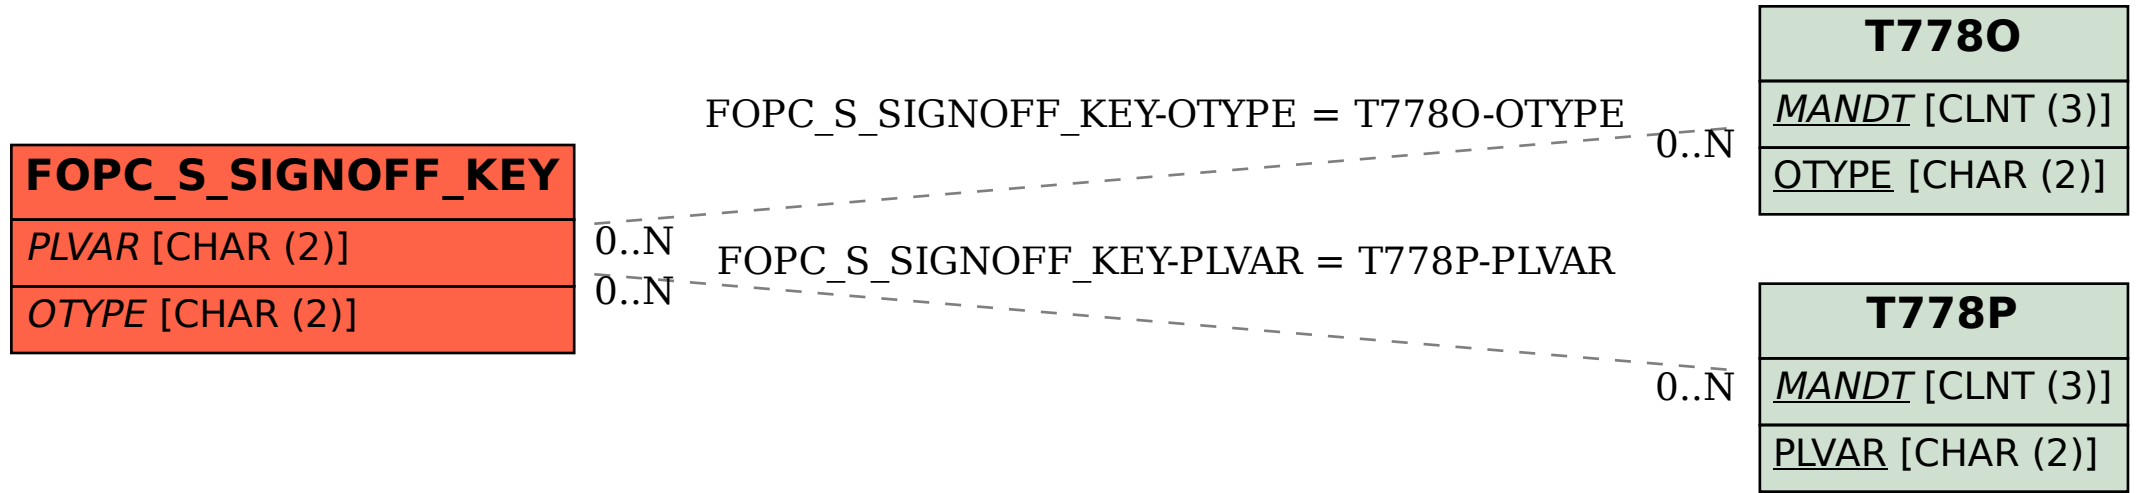 FOPC_S_SIGNOFF_KEY
PLVAR [CHAR (2)]
OTYPE [CHAR (2)]
FOPC_S_SIGNOFF_KEY-OTYPE = T778O-OTYPE
0..N
0..N
FOPC_S_SIGNOFF_KEY-PLVAR = T778P-PLVAR
0..N
0..N
T778O
MANDT [CLNT (3)]
OTYPE [CHAR (2)]
T778P
MANDT [CLNT (3)]
PLVAR [CHAR (2)]